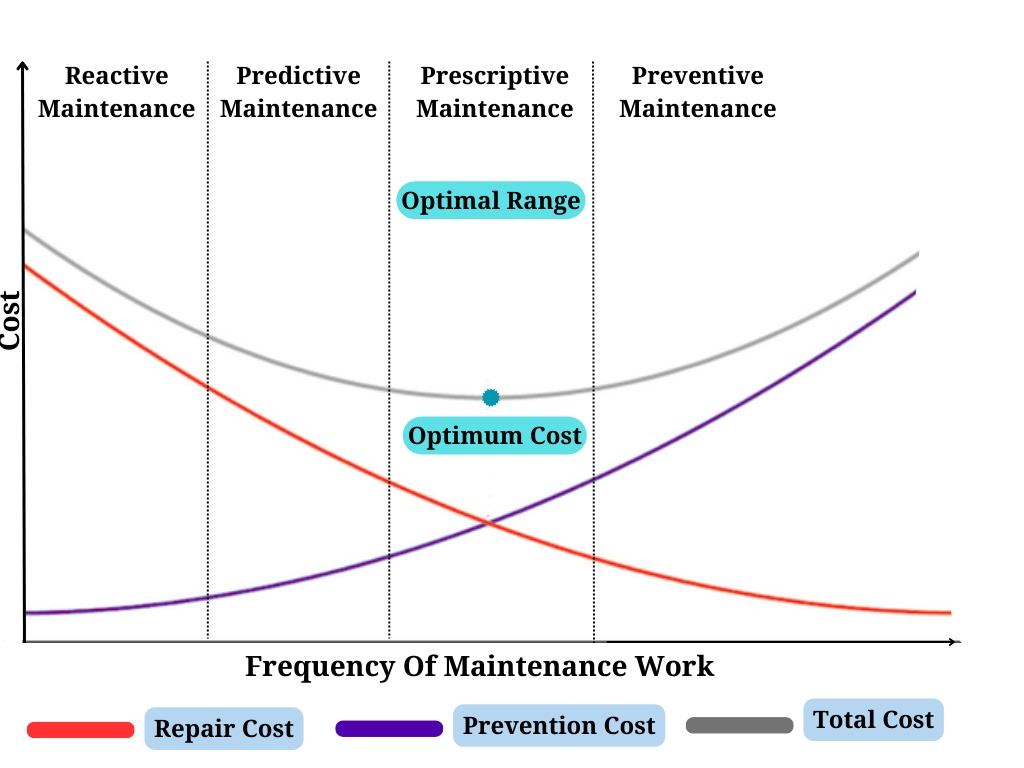 Reactive
Maintenance
Predictive
Maintenance
Prescriptive
Maintenance
Preventive
Maintenance
Optimal Range
Cost
Optimum Cost
Frequency Of Maintenance Work
Repair Cost
Prevention Cost
Total Cost